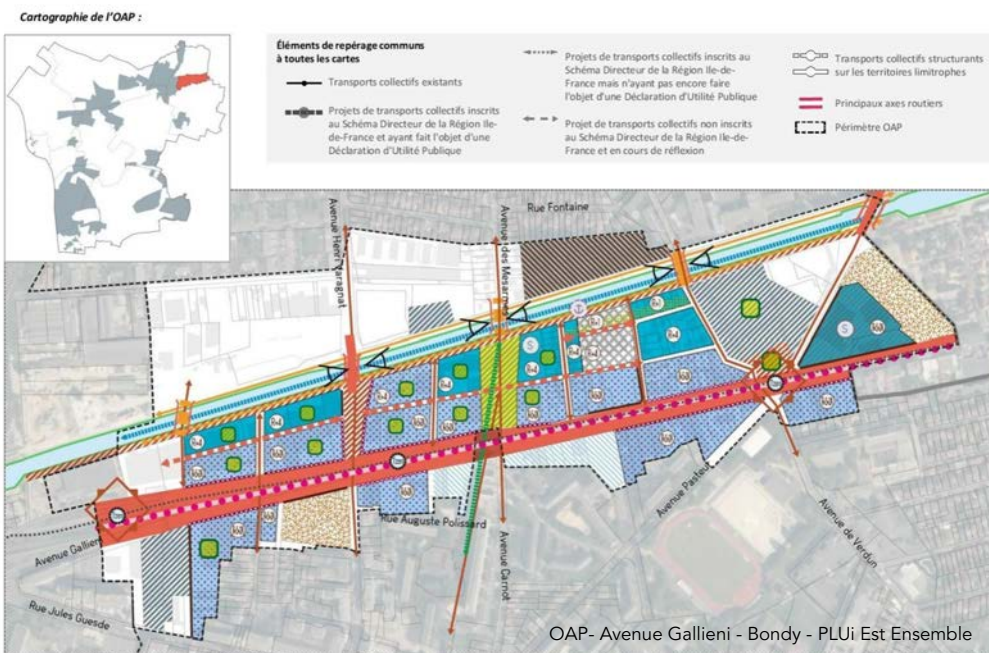 Cartographie de l'OAP :
Éléments de repérage communs
à toutes les cartes
Transports collectifs existants
Projets de transports collectifs inscrits
au Schéma Directeur de la Région Ile-
de-France et ayant fait l'objet d'une
Déclaration d'Utilité Publique
Projets de transports collectifs inscrits au
Schéma Directeur de la Région Ile-de-
France mais n'ayant pas encore faire
l'objet d'une Déclaration d'Utilité Publique
Projet de transports collectifs non inscrits
au Schéma Directeur de la Région Ile-de-
France et en cours de réflexion
Transports collectifs structurants
sur les territoires limitrophes
Principaux axes routiers
Périmètre OAP
Rue Fontaine
Avenue Henri Varagnat
Avenue des
S
S
Rue Auguste Polissard
Avenue Pasteur
Avenue de Verdun
Avenue Carnot
Avenue Gallieni
Rue Jules Guesde
OAP- Avenue Gallieni - Bondy - PLUi Est Ensemble